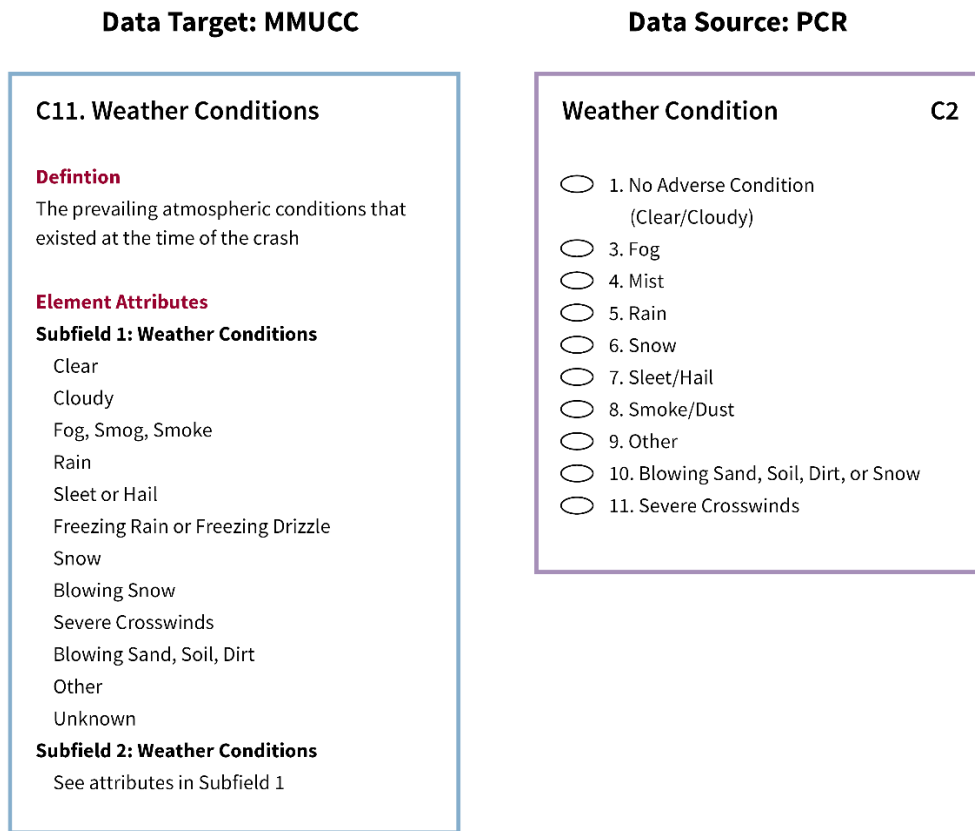 Data Target: MMUCC
C11. Weather Conditions
Defintion
The prevailing atmospheric conditions that
existed at the time of the crash
Element Attributes
Subfield 1: Weather Conditions
Clear
Cloudy
Fog, Smog, Smoke
Rain
Sleet or Hail
Freezing Rain or Freezing Drizzle
Snow
Blowing Snow
Severe Crosswinds
Blowing Sand, Soil, Dirt
Other
Unknown
Subfield 2: Weather Conditions
See attributes in Subfield 1
Data Source: PCR
Weather Condition C2
1. No Adverse Condition
(Clear/Cloudy)
3. Fog
4. Mist
5. Rain
6. Snow
7. Sleet/Hail
8. Smoke/Dust
9. Other
10. Blowing Sand, Soil, Dirt, or Snow
11. Severe Crosswinds